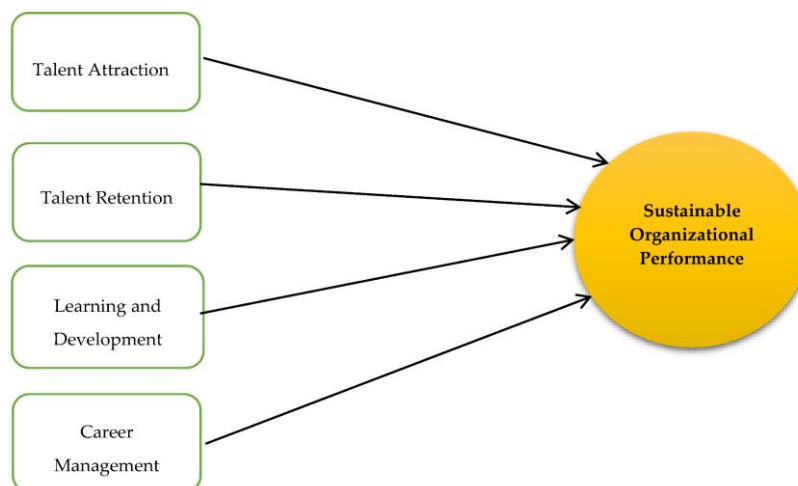 Talent Attraction
Talent Retention
Learning and
Development
Career
Management
Sustainable
Organizational
Performance